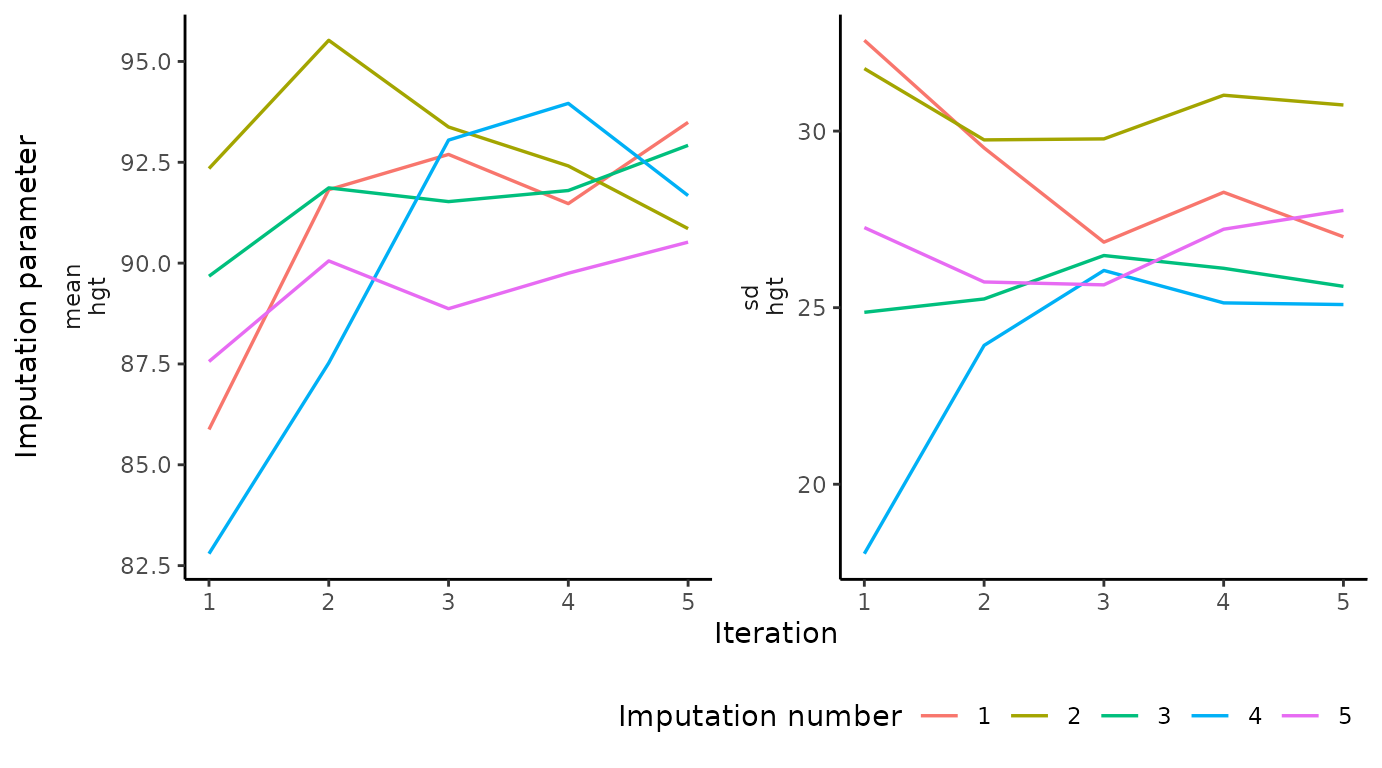 Imputation parameter
mean
hgt
95.0
92.5
90.0
87.5
85.0
82.5
1 2 3 4 5
sd
hgt
30
25
20
1 2 3 4 5
Iteration
Imputation number 1 2 3 4 5